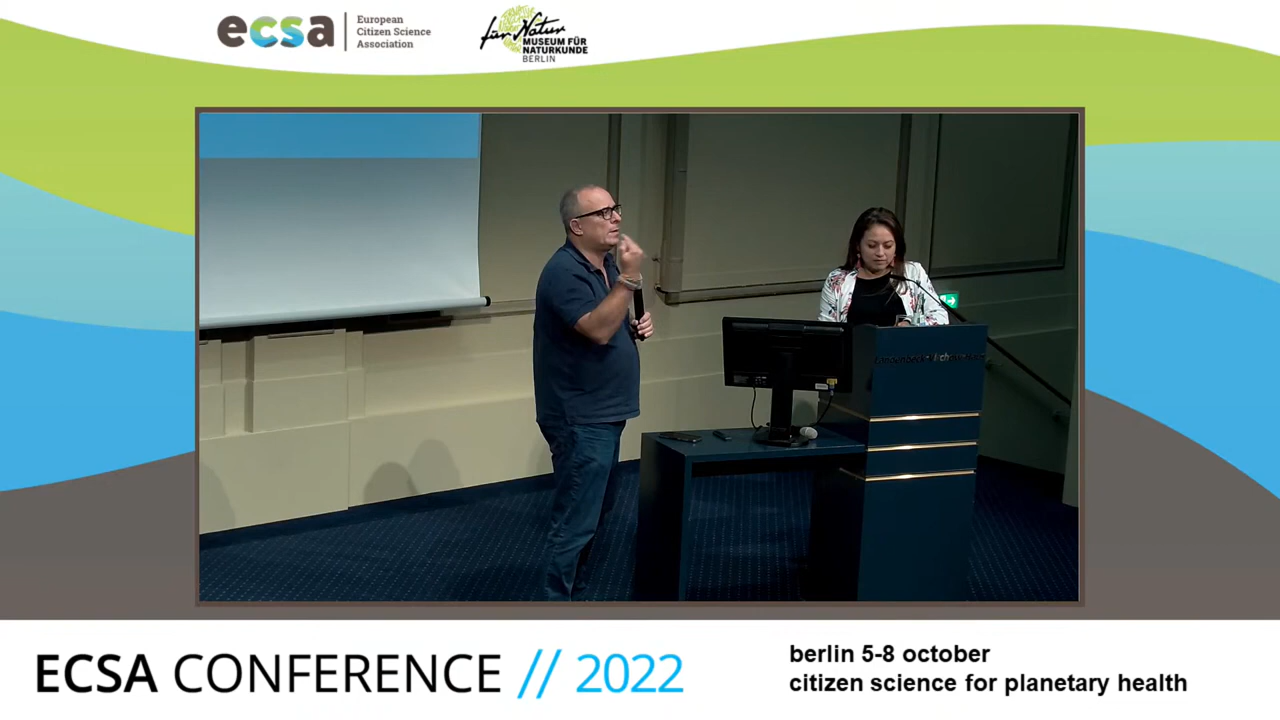 ecsa
European
Citizen Science
Association
für Natur
MUSEUM FÜR
NATURKUNDE
BERLIN
ECSA CONFERENCE // 2022
berlin 5-8 october
citizen science for planetary health